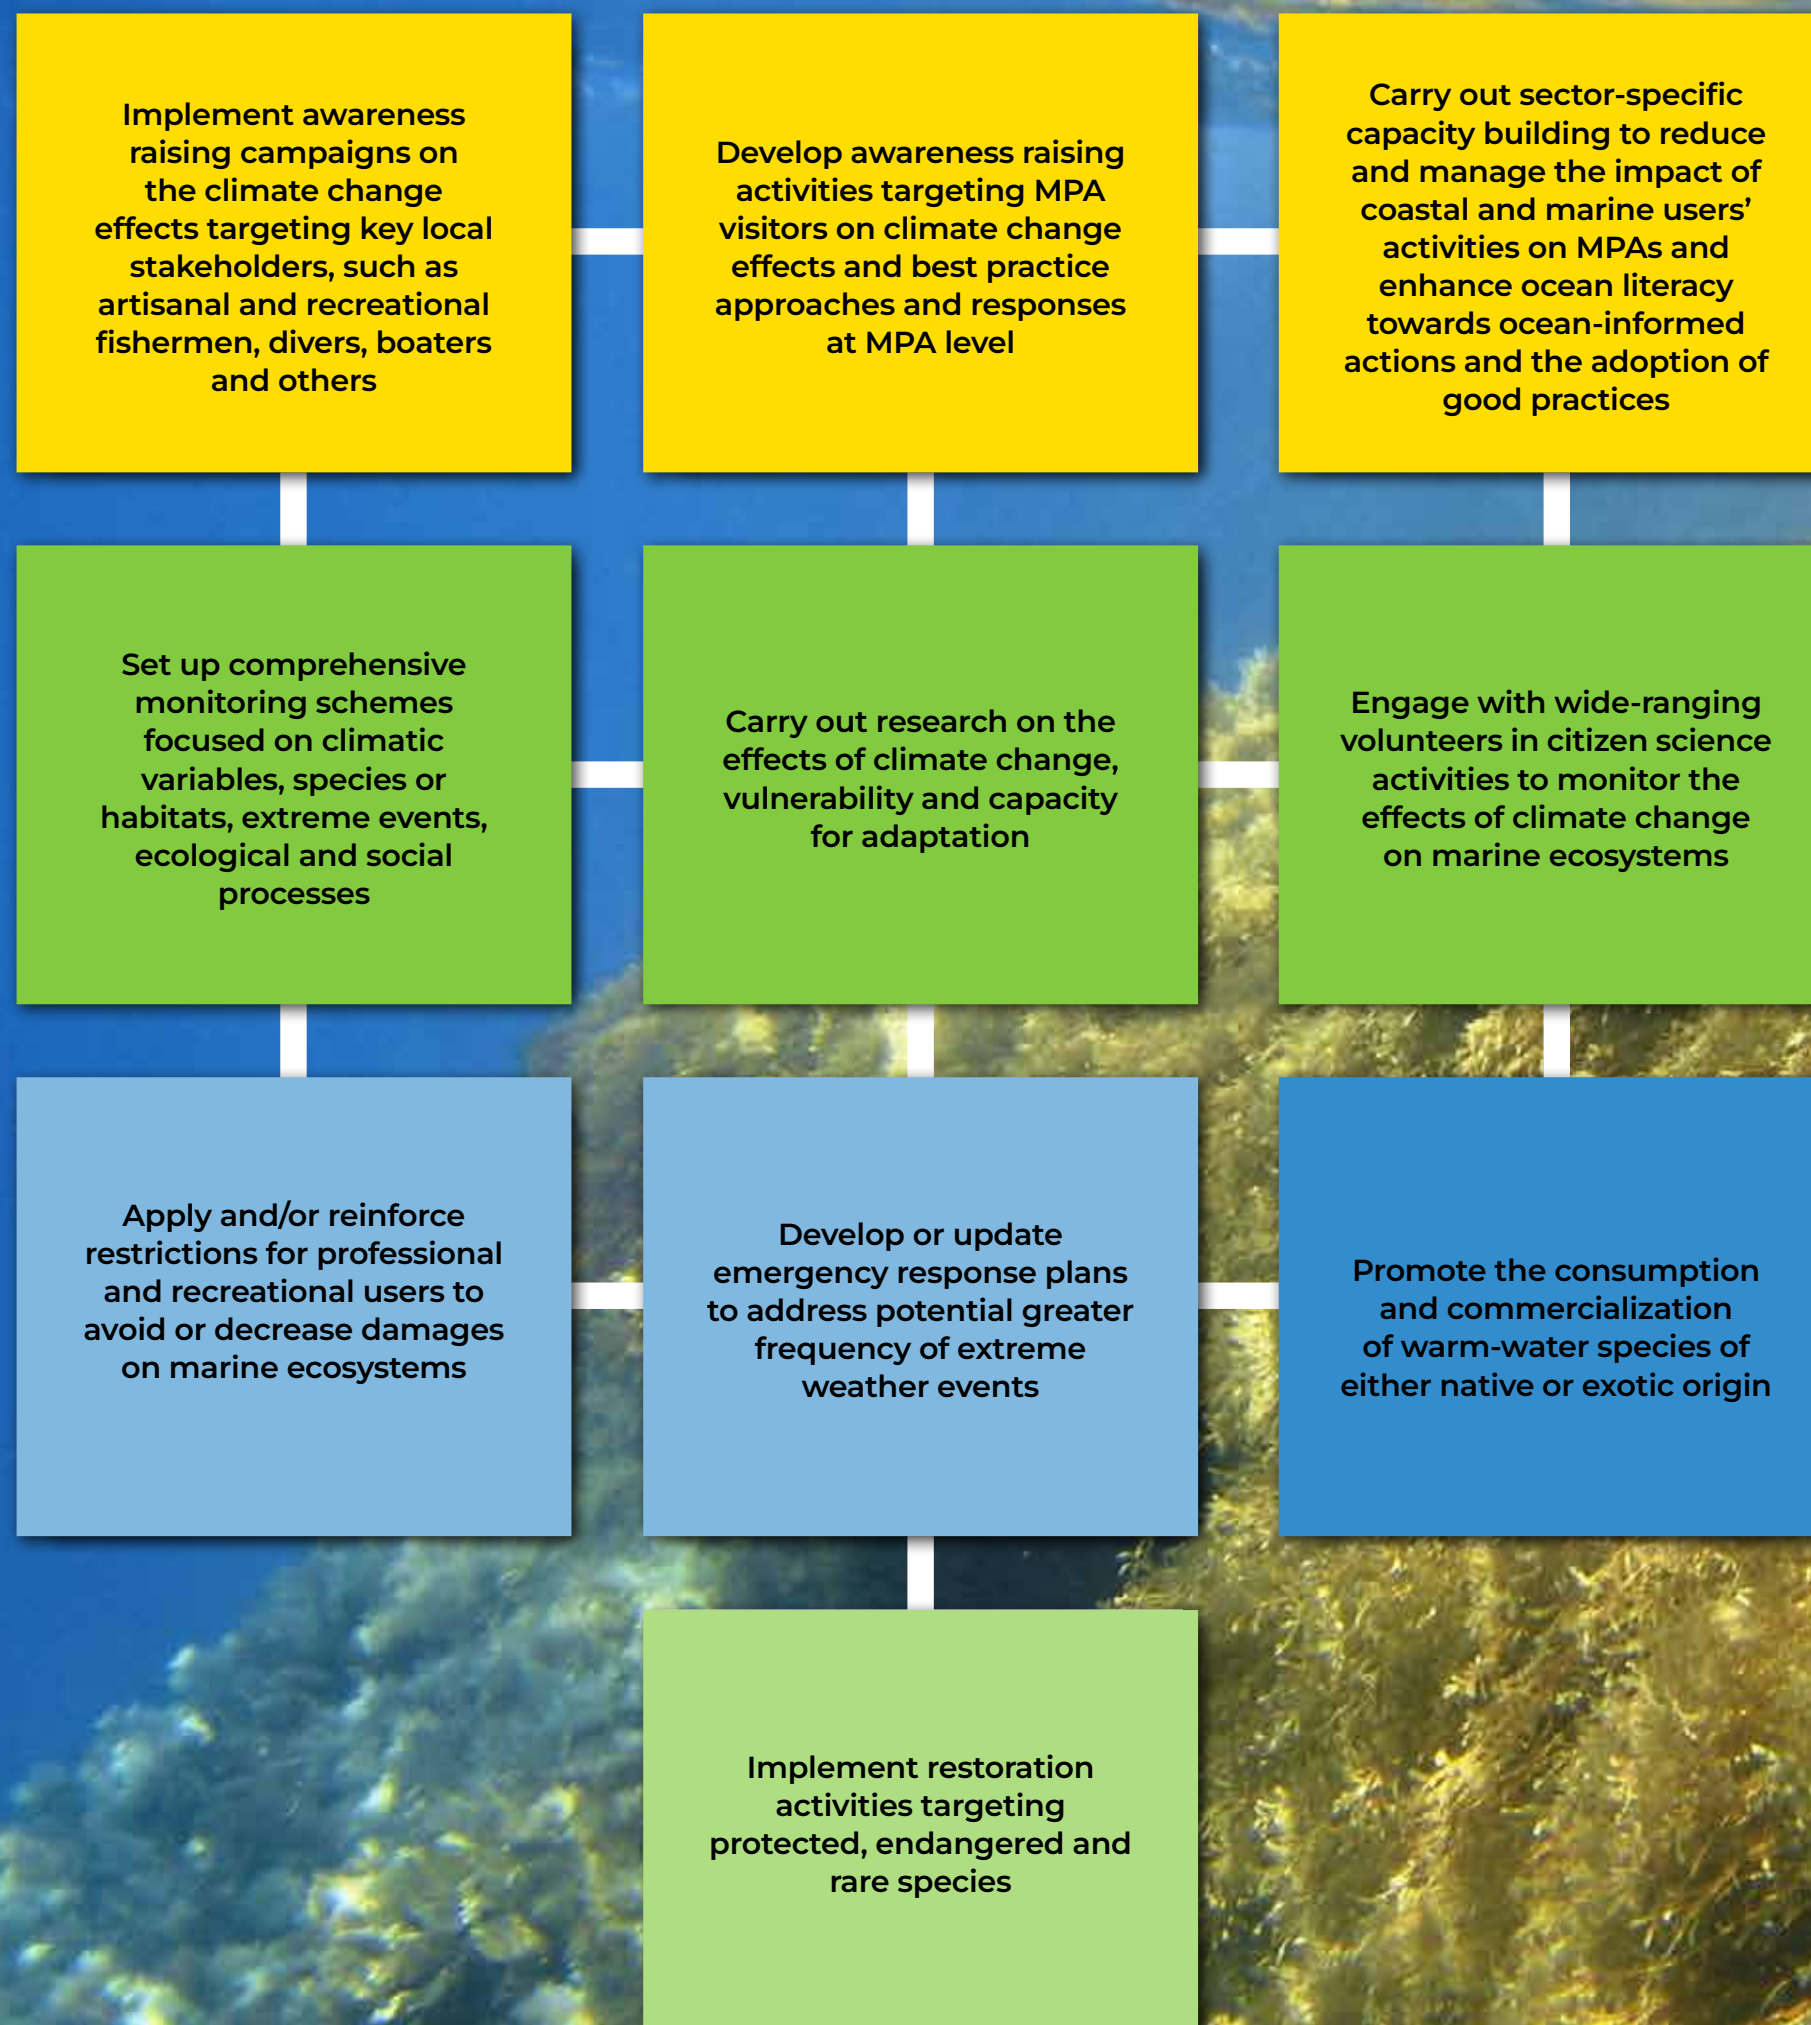 Implement awareness
raising campaigns on
the climate change
effects targeting key local
stakeholders, such as
artisanal and recreational
fishermen, divers, boaters
and others
Develop awareness raising
activities targeting MPA
visitors on climate change
effects and best practice
approaches and responses
at MPA level
Carry out sector-specific
capacity building to reduce
and manage the impact of
coastal and marine users’
activities on MPAs and
enhance ocean literacy
towards ocean-informed
actions and the adoption of
good practices
Set up comprehensive
monitoring schemes
focused on climatic
variables, species or
habitats, extreme events,
ecological and social
processes
Carry out research on the
effects of climate change,
vulnerability and capacity
for adaptation
Engage with wide-ranging
volunteers in citizen science
activities to monitor the
effects of climate change
on marine ecosystems
Apply and/or reinforce
restrictions for professional
and recreational users to
avoid or decrease damages
on marine ecosystems
Develop or update
emergency response plans
to address potential greater
frequency of extreme
weather events
Promote the consumption
and commercialization
of warm-water species of
either native or exotic origin
Implement restoration
activities targeting
protected, endangered and
rare species